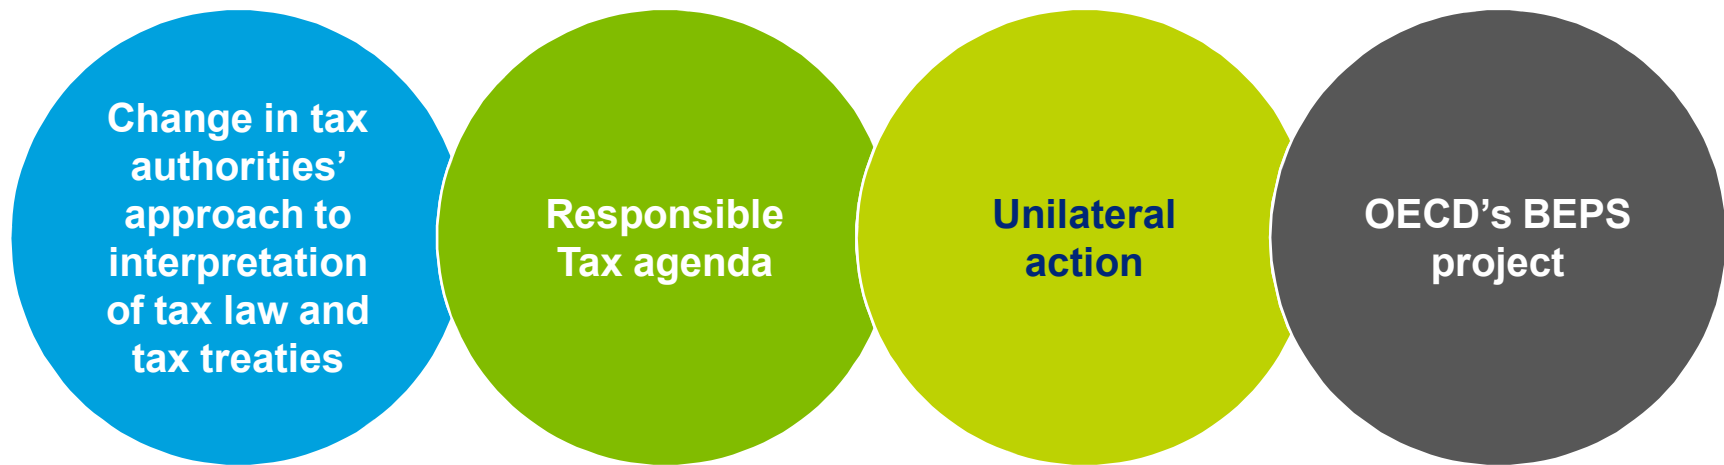 Change in tax
authorities’
approach to
interpretation
of tax law and
tax treaties
Responsible
Tax agenda
Unilateral
action
OECD’s BEPS
project